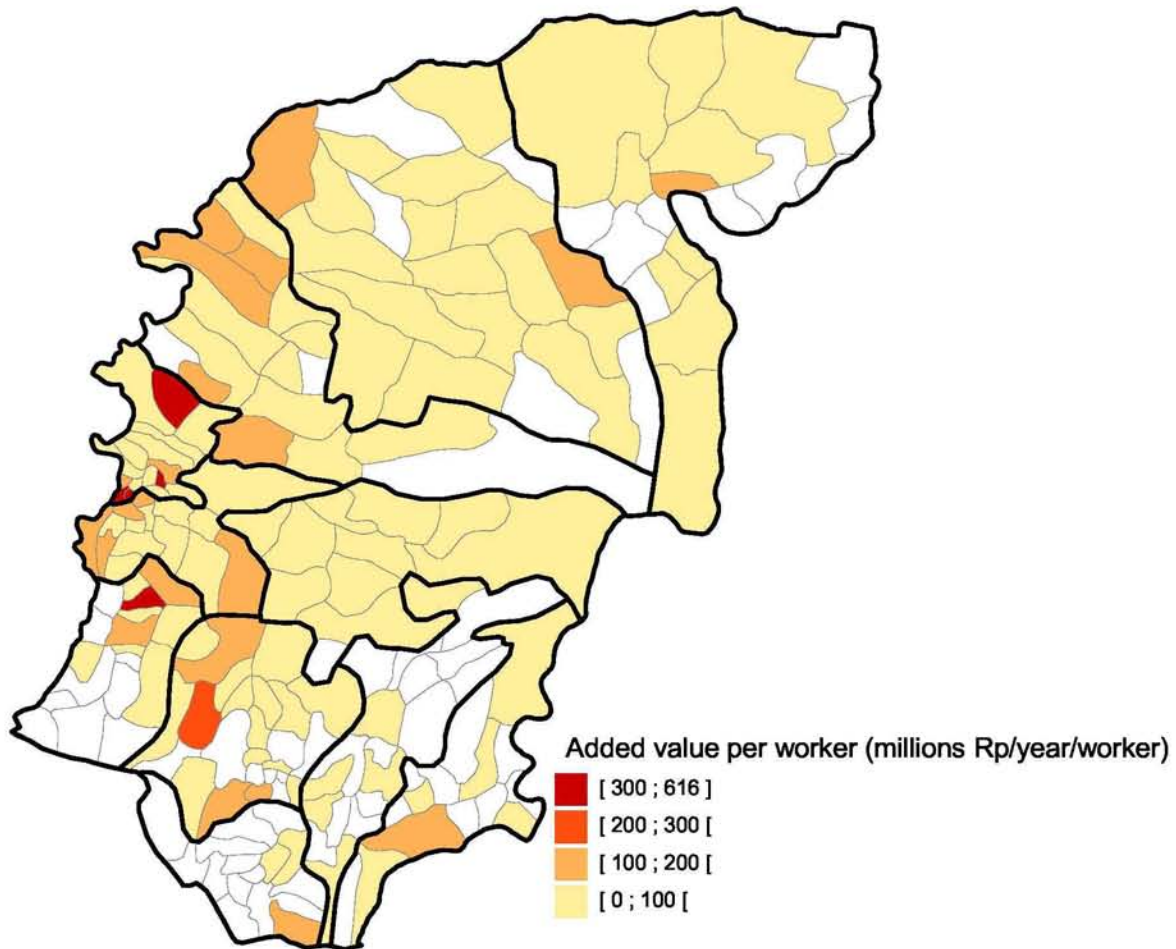 Added value per worker (millions Rp/year/worker)
[ 300 ; 616 ]
[ 200 ; 300 [
[ 100 ; 200 [
[ 0 ; 100 [